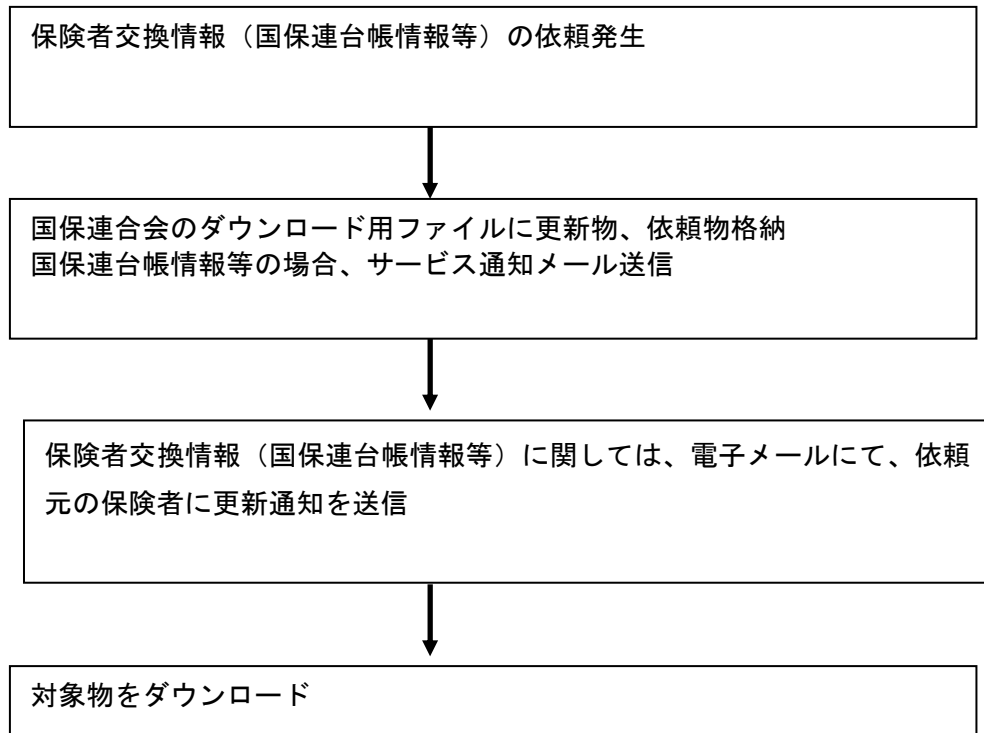 保険者交換情報（国保連台帳情報等）の依頼発生
国保連合会のダウンロード用ファイルに更新物、依頼物格納
国保連台帳情報等の場合、サービス通知メール送信
保険者交換情報（国保連台帳情報等）に関しては、電子メールにて、依頼
元の保険者に更新通知を送信
対象物をダウンロード